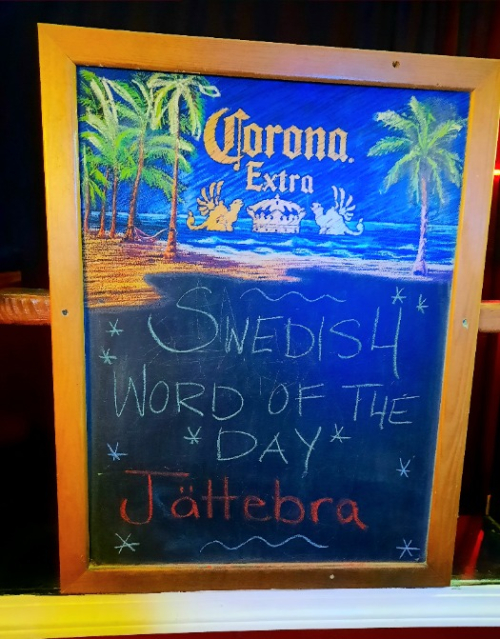 Corona.
Extra
SWEDISH
WORD OF THE
DAY
Jättebra